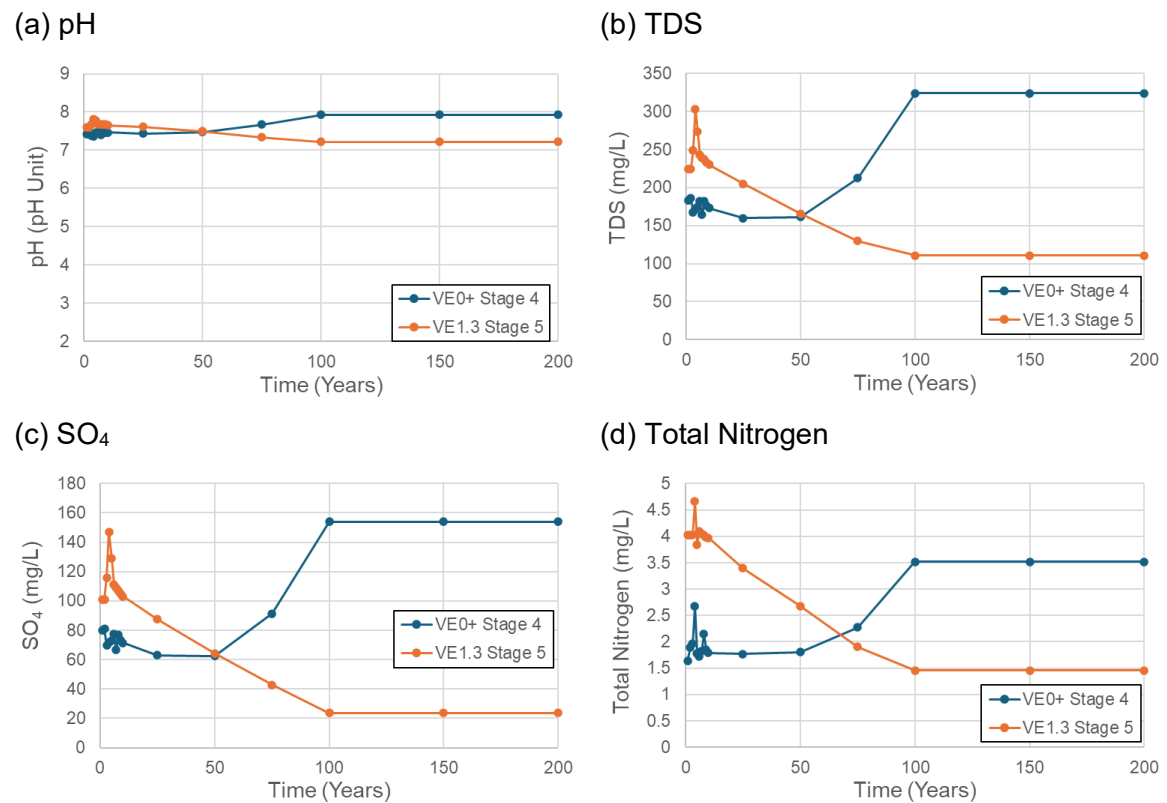 (a) pH
9
8
7
6
5
4
3
2
pH (pH Unit)
0
50
100
150
200
Time (Years)
VE0+ Stage 4
VE1.3 Stage 5
(b) TDS
350
300
250
200
150
100
50
0
TDS (mg/L)
0
50
100
150
200
Time (Years)
VE0+ Stage 4
VE1.3 Stage 5
(c) SO₄
180
160
140
120
100
80
60
40
20
0
SO₄ (mg/L)
0
50
100
150
200
Time (Years)
VE0+ Stage 4
VE1.3 Stage 5
(d) Total Nitrogen
5
4.5
4
3.5
3
2.5
2
1.5
1
0.5
0
Total Nitrogen (mg/L)
0
50
100
150
200
Time (Years)
VE0+ Stage 4
VE1.3 Stage 5